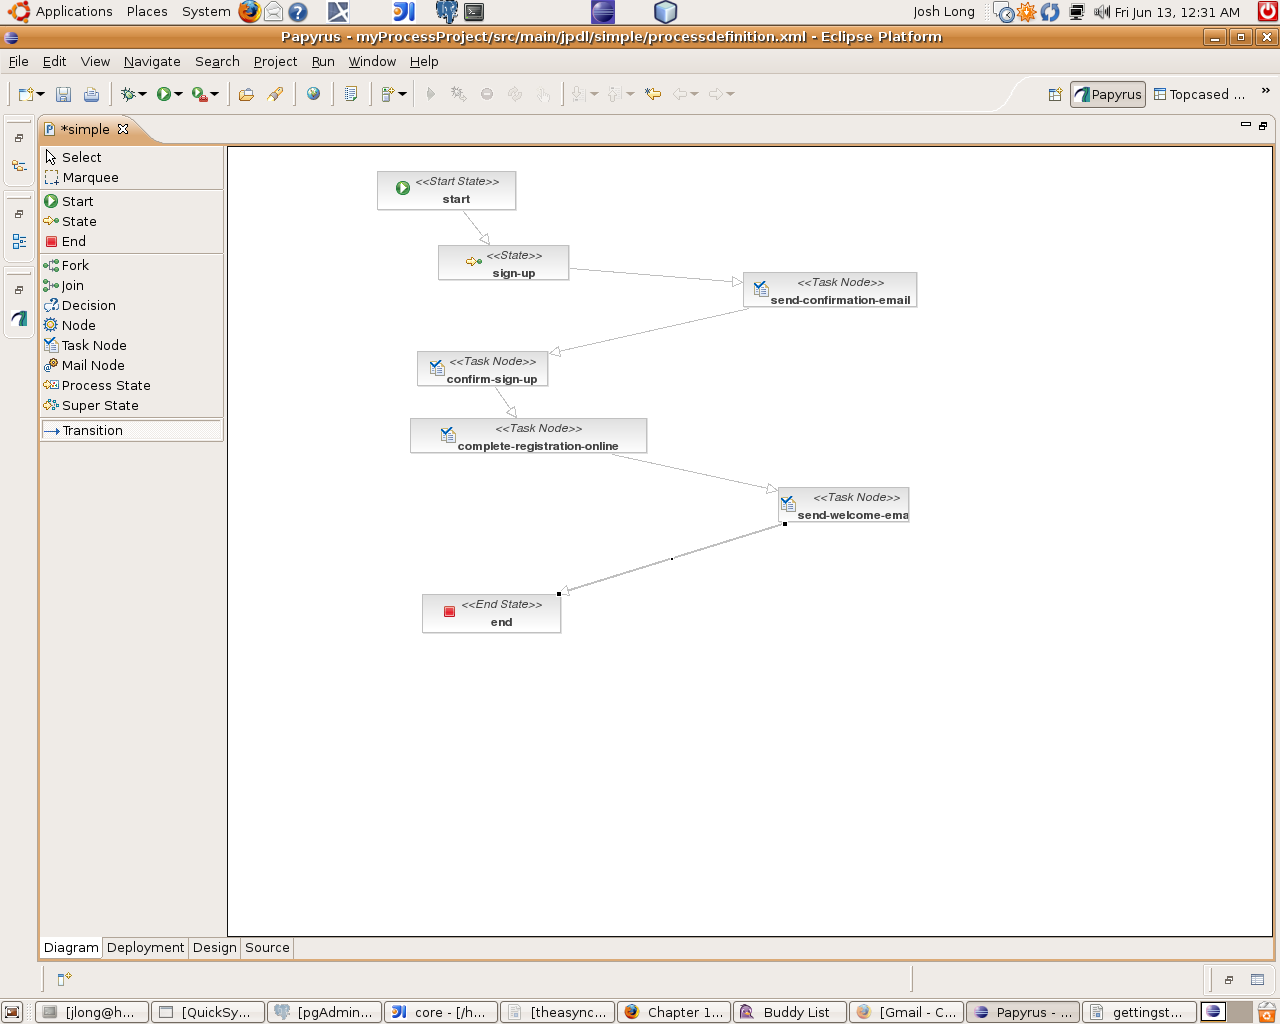 Applications Places System Josh Long Fri Jun 13, 12:31 AM
Papyrus - myProcessProject/src/main/jpdl/simple/processdefinition.xml - Eclipse Platform
File Edit View Navigate Search Project Run Window Help
Papyrus Topcased ... »
*simple
Select
Marquee
Start
State
End
Fork
Join
Decision
Node
Task Node
Mail Node
Process State
Super State
Transition
<<Start State>>
start
<<State>>
sign-up
<<Task Node>>
send-confirmation-email
<<Task Node>>
confirm-sign-up
<<Task Node>>
complete-registration-online
<<Task Node>>
send-welcome-ema
<<End State>>
end
Diagram Deployment Design Source
[jlong@h... [QuickSy... [pgAdmin... core - [/h... [theasync... Chapter 1... Buddy List [Gmail - C... Papyrus - ... gettingst...